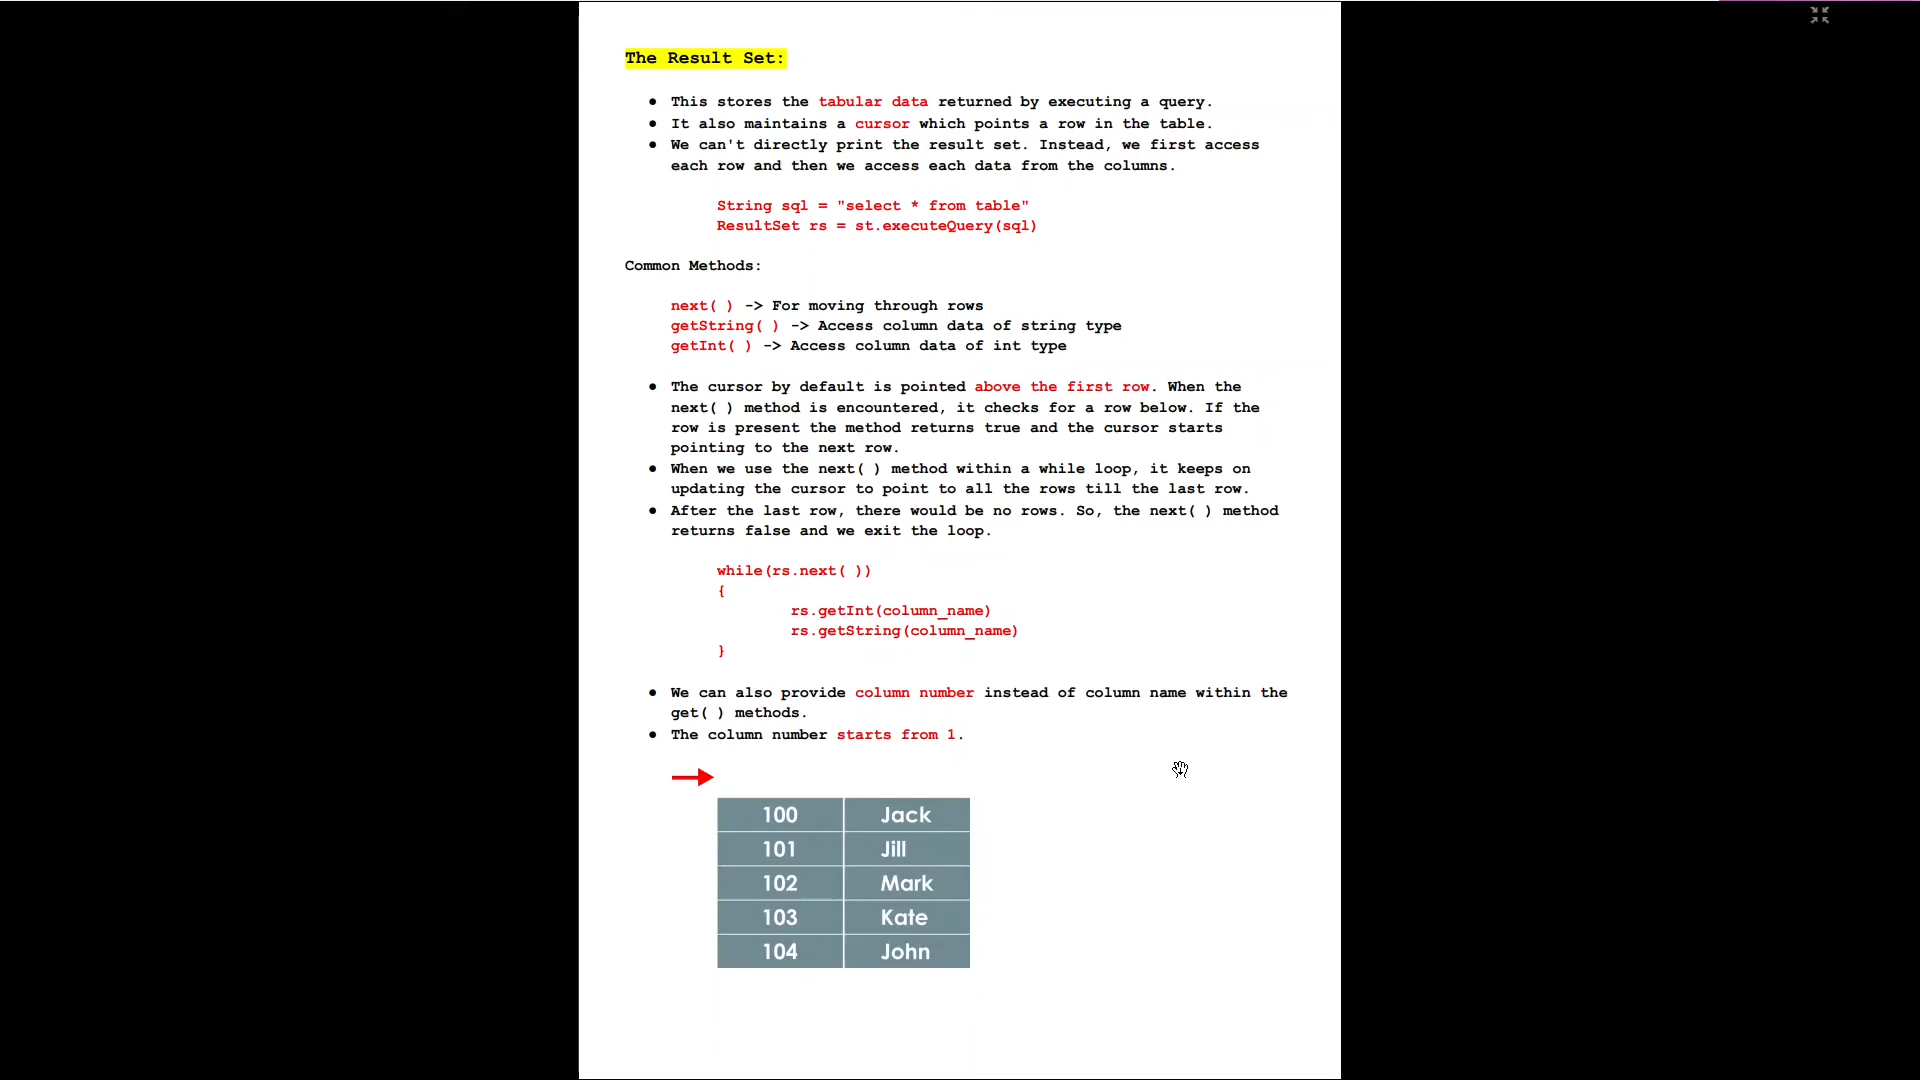 The Result Set:
● This stores the tabular data returned by executing a query.
● It also maintains a cursor which points a row in the table.
● We can't directly print the result set. Instead, we first access
each row and then we access each data from the columns.
String sql = "select * from table"
ResultSet rs = st.executeQuery(sql)
Common Methods:
next( ) -> For moving through rows
getString( ) -> Access column data of string type
getInt( ) -> Access column data of int type
● The cursor by default is pointed above the first row. When the
next( ) method is encountered, it checks for a row below. If the
row is present the method returns true and the cursor starts
pointing to the next row.
● When we use the next( ) method within a while loop, it keeps on
updating the cursor to point to all the rows till the last row.
● After the last row, there would be no rows. So, the next( ) method
returns false and we exit the loop.
while(rs.next( ))
{
rs.getInt(column_name)
rs.getString(column_name)
}
● We can also provide column number instead of column name within the
get( ) methods.
● The column number starts from 1.
100 Jack
101 Jill
102 Mark
103 Kate
104 John